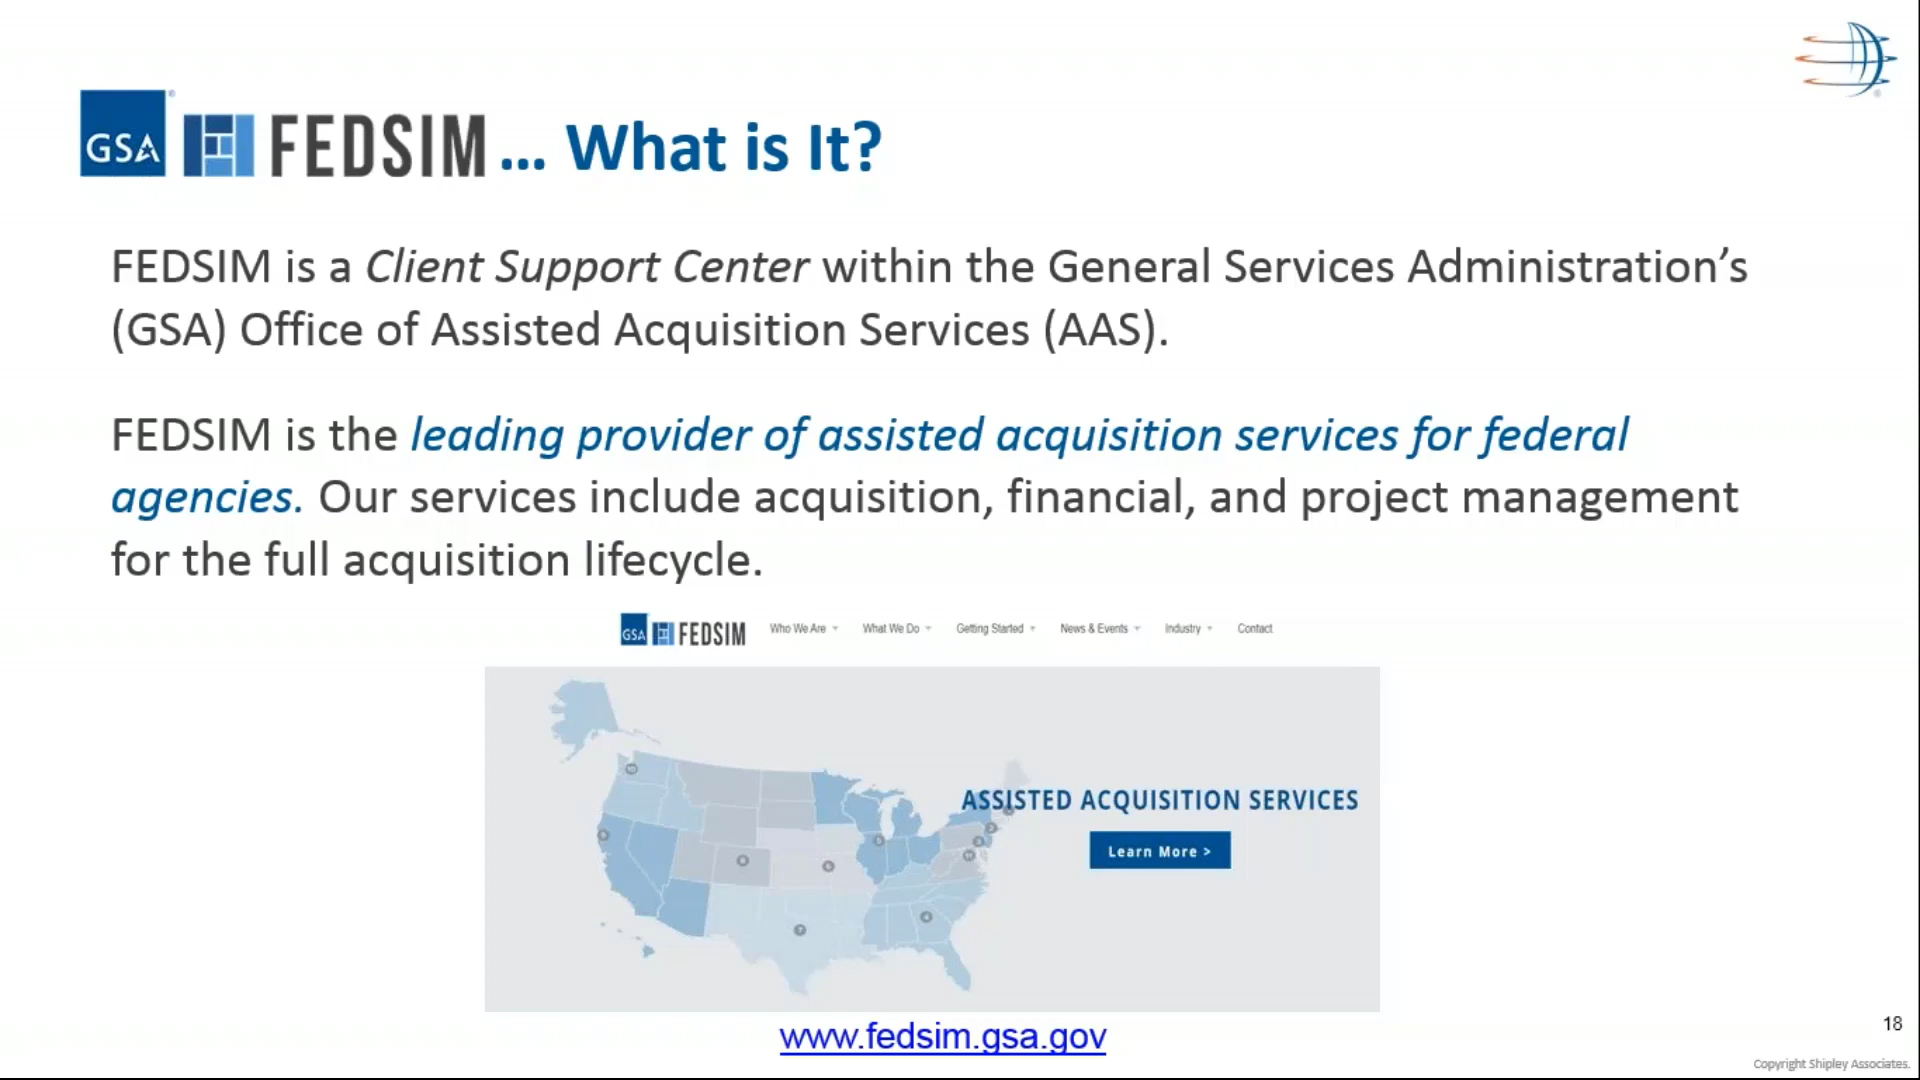 GSA FEDSIM ... What is It?
FEDSIM is a Client Support Center within the General Services Administration’s
(GSA) Office of Assisted Acquisition Services (AAS).
FEDSIM is the leading provider of assisted acquisition services for federal
agencies. Our services include acquisition, financial, and project management
for the full acquisition lifecycle.
GSA FEDSIM Who We Are What We Do Getting Started News & Events Industry Contact
ASSISTED ACQUISITION SERVICES
Learn More >
7
4
www.fedsim.gsa.gov
18
Copyright Shipley Associates.